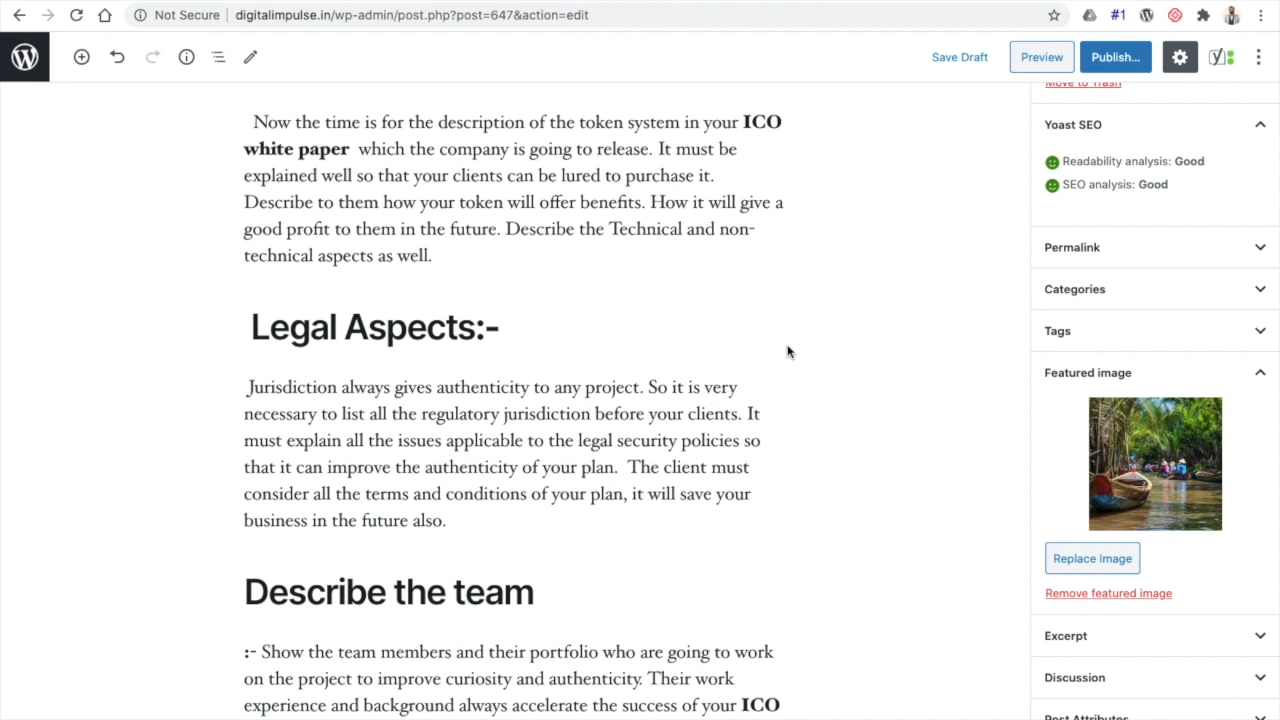 Not Secure digitalimpulse.in/wp-admin/post.php?post=647&action=edit #1
Save Draft Preview Publish...
Now the time is for the description of the token system in your ICO
white paper which the company is going to release. It must be
explained well so that your clients can be lured to purchase it.
Describe to them how your token will offer benefits. How it will give a
good profit to them in the future. Describe the Technical and non-
technical aspects as well.
Legal Aspects:-
Jurisdiction always gives authenticity to any project. So it is very
necessary to list all the regulatory jurisdiction before your clients. It
must explain all the issues applicable to the legal security policies so
that it can improve the authenticity of your plan. The client must
consider all the terms and conditions of your plan, it will save your
business in the future also.
Describe the team
:- Show the team members and their portfolio who are going to work
on the project to improve curiosity and authenticity. Their work
experience and background always accelerate the success of your ICO
Move to Trash
Yoast SEO
Readability analysis: Good
SEO analysis: Good
Permalink
Categories
Tags
Featured image
Replace Image
Remove featured image
Excerpt
Discussion
Post Attributes